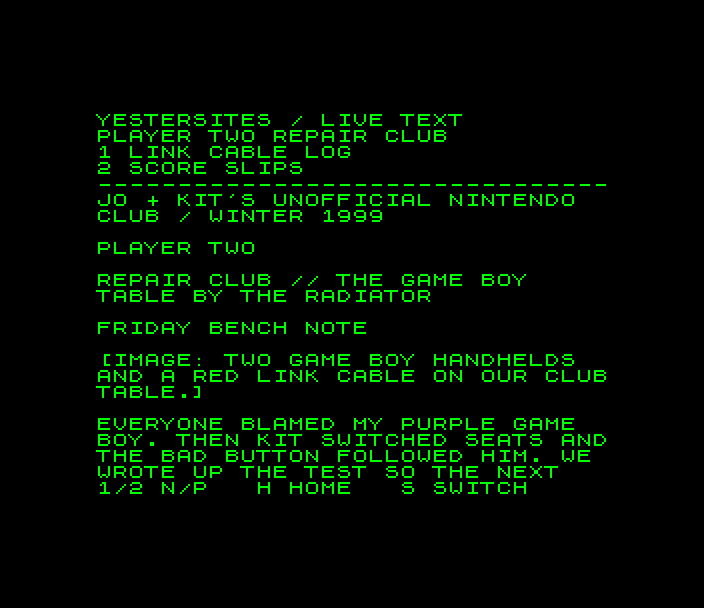 YESTERSITES / LIVE TEXT
PLAYER TWO REPAIR CLUB
1 LINK CABLE LOG
2 SCORE SLIPS
--------------------------------
JO + KIT'S UNOFFICIAL NINTENDO
CLUB / WINTER 1999
PLAYER TWO
REPAIR CLUB // THE GAME BOY
TABLE BY THE RADIATOR
FRIDAY BENCH NOTE
[IMAGE: TWO GAME BOY HANDHELDS
AND A RED LINK CABLE ON OUR CLUB
TABLE.]
EVERYONE BLAMED MY PURPLE GAME
BOY. THEN KIT SWITCHED SEATS AND
THE BAD BUTTON FOLLOWED HIM. WE
WROTE UP THE TEST SO THE NEXT
1/2 N/P   H HOME   S SWITCH